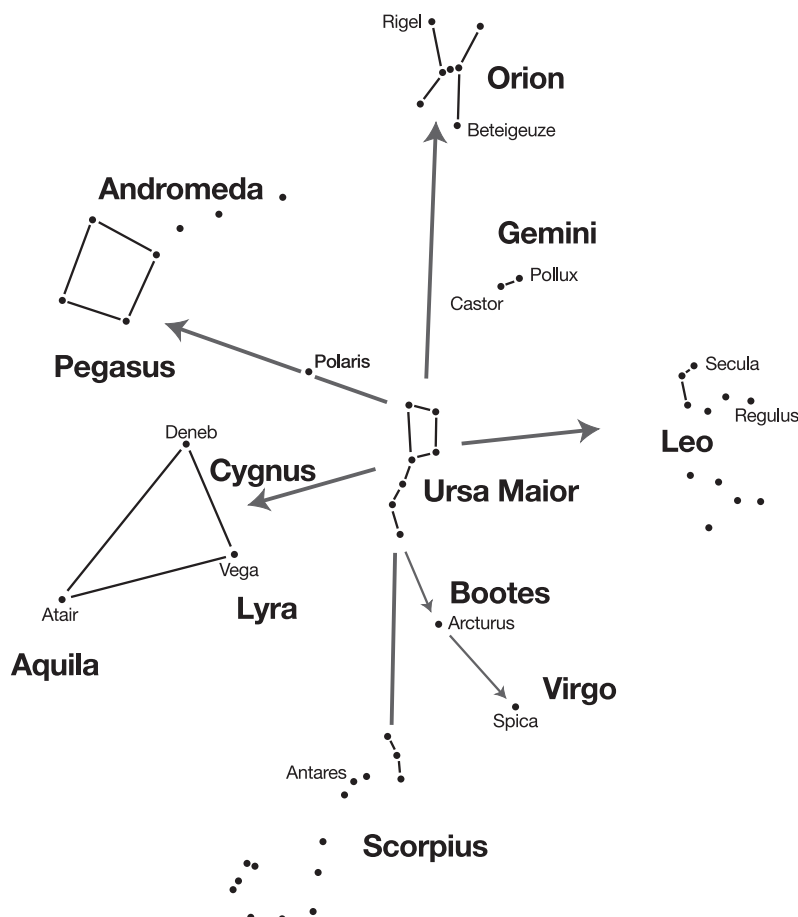 Rigel
Orion
Beteigeuze
Andromeda
Gemini
Pollux
Castor
Pegasus
Polaris
Secula
Regulus
Leo
Deneb
Cygnus
Ursa Maior
Vega
Lyra
Atair
Aquila
Bootes
Arcturus
Virgo
Spica
Antares
Scorpius